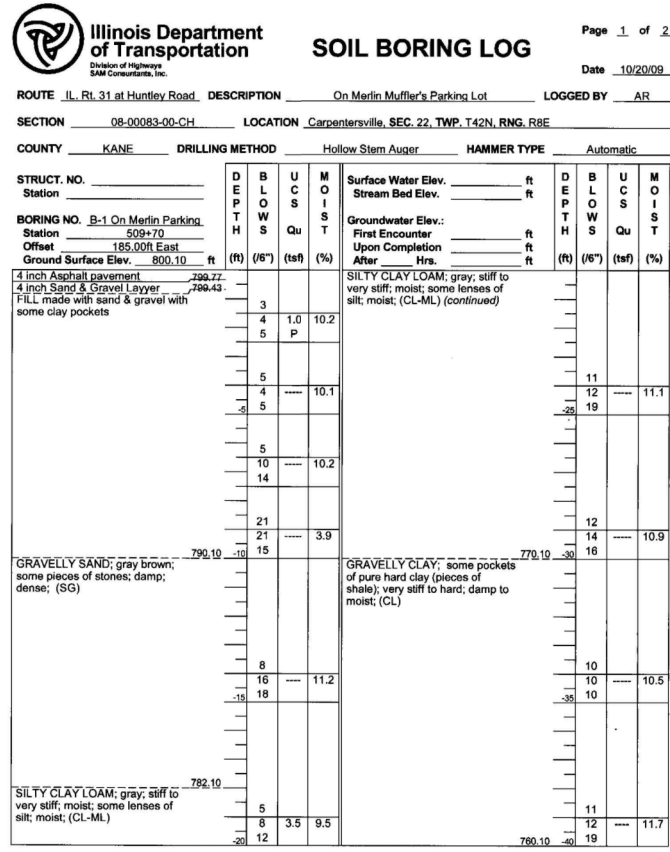 Illinois Department
of Transportation
Division of Highways
SAM Consultants, Inc.
SOIL BORING LOG
Page 1 of 2
Date 10/20/09
ROUTE IL. Rt. 31 at Huntley Road DESCRIPTION On Merlin Muffler's Parking Lot LOGGED BY AR
SECTION 08-00083-00-CH LOCATION Carpentersville, SEC. 22, TWP. T42N, RNG. R8E
COUNTY KANE DRILLING METHOD Hollow Stem Auger HAMMER TYPE Automatic
STRUCT. NO.
Station
BORING NO. B-1 On Merlin Parking
Station 509+70
Offset 185.00ft East
Ground Surface Elev. 800.10 ft
DEPTH (ft)
BLOWS (/6")
UCS Qu (tsf)
MOIST (%)
4 inch Asphalt pavement 799.77
4 inch Sand & Gravel Layyer 799.43
FILL made with sand & gravel with
some clay pockets
3
4 1.0 10.2
5 P
5
4 ---- 10.1
-5 5
5
10 ---- 10.2
14
21
21 ---- 3.9
790.10 -10 15
GRAVELLY SAND; gray brown;
some pieces of stones; damp;
dense; (SG)
8
16 ---- 11.2
-15 18
782.10
SILTY CLAY LOAM; gray; stiff to
very stiff; moist; some lenses of
silt; moist; (CL-ML)
5
8 3.5 9.5
-20 12
Surface Water Elev. ft
Stream Bed Elev. ft
Groundwater Elev.:
First Encounter ft
Upon Completion ft
After Hrs. ft
DEPTH (ft)
BLOWS (/6")
UCS Qu (tsf)
MOIST (%)
SILTY CLAY LOAM; gray; stiff to
very stiff; moist; some lenses of
silt; moist; (CL-ML) (continued)
11
12 ---- 11.1
-25 19
12
14 ---- 10.9
770.10 -30 16
GRAVELLY CLAY; some pockets
of pure hard clay (pieces of
shale); very stiff to hard; damp to
moist; (CL)
10
10 ---- 10.5
-35 10
11
12 ---- 11.7
760.10 -40 19